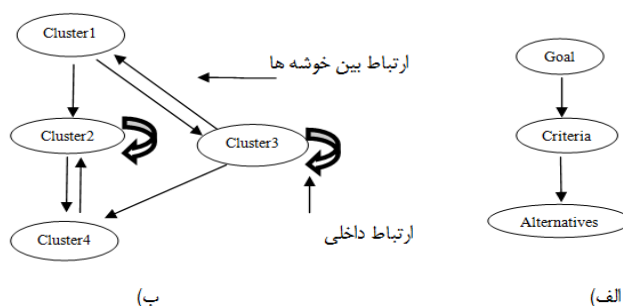 Cluster1
ارتباط بین خوشه ها
Goal
Cluster2
Cluster3
Criteria
ارتباط داخلی
Alternatives
Cluster4
ب)
الف)